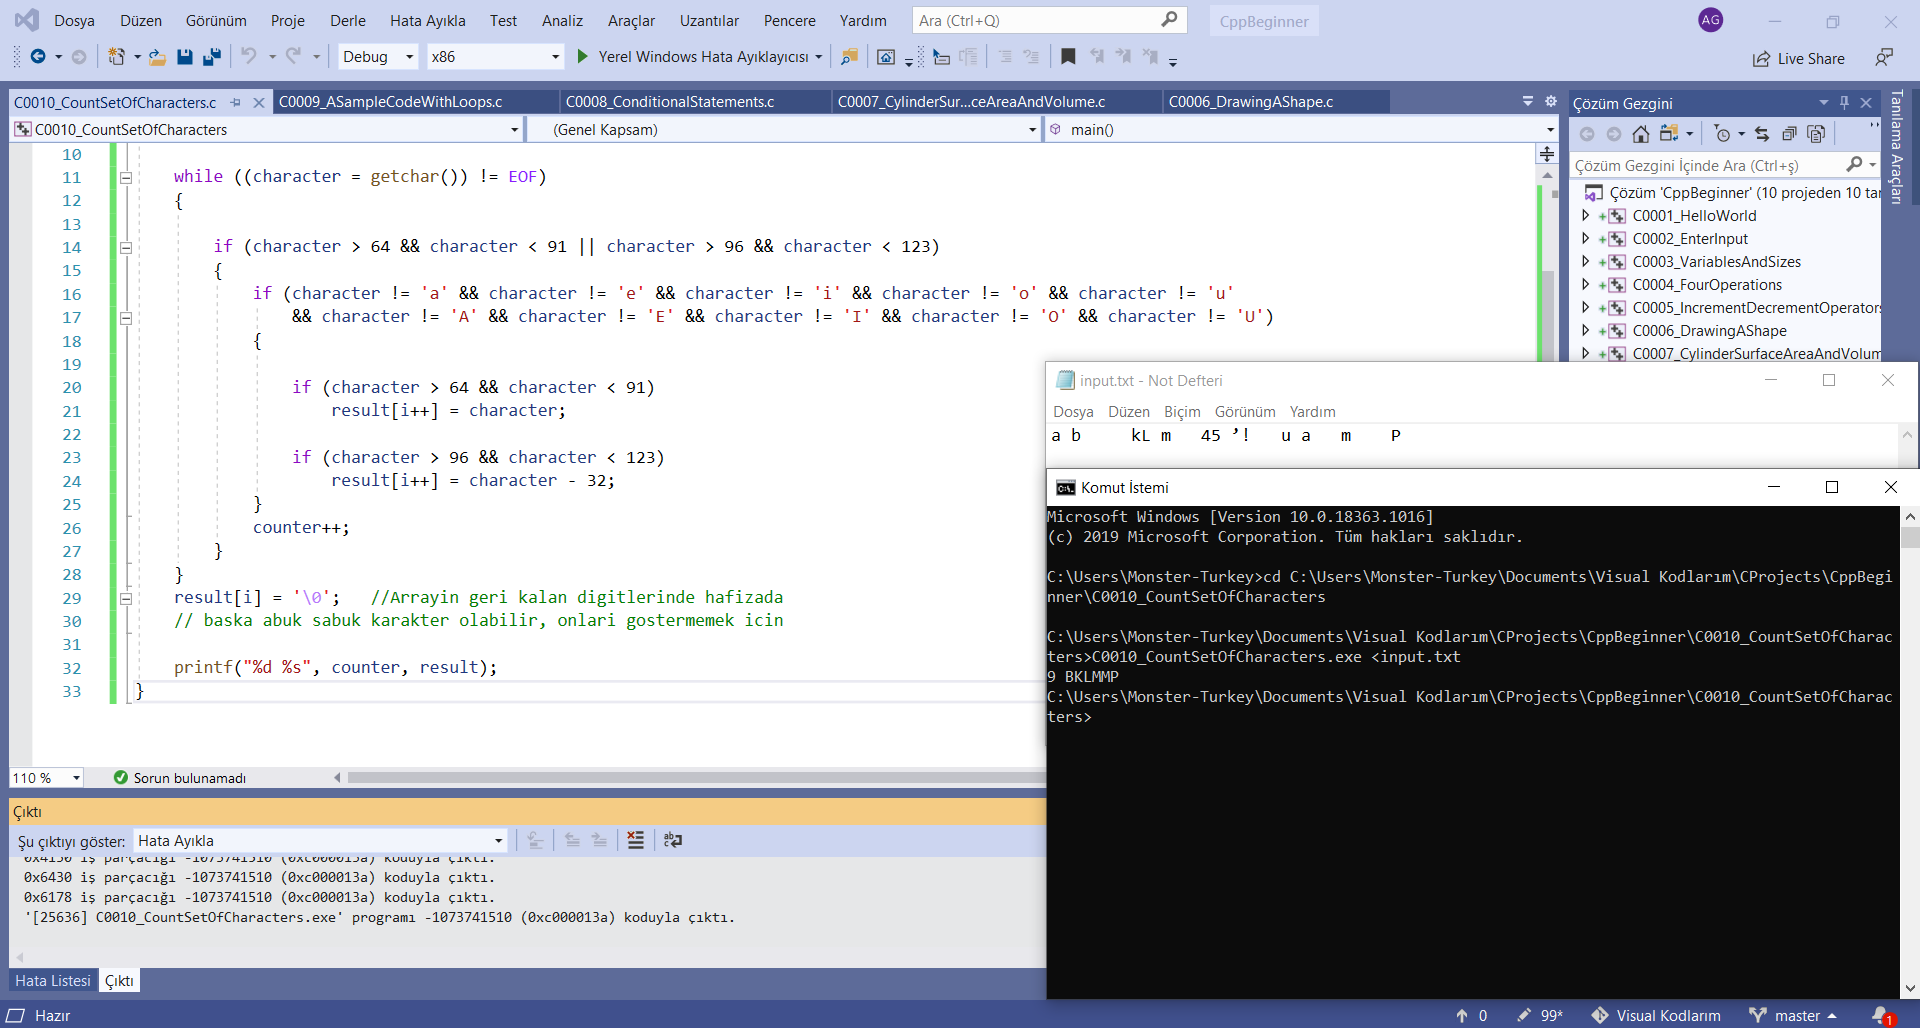 Dosya Düzen Görünüm Proje Derle Hata Ayıkla Test Analiz Araçlar Uzantılar Pencere Yardım Ara (Ctrl+Q) CppBeginner AG
Debug x86 Yerel Windows Hata Ayıklayıcısı Live Share
C0010_CountSetOfCharacters.c C0009_ASampleCodeWithLoops.c C0008_ConditionalStatements.c C0007_CylinderSur...ceAreaAndVolume.c C0006_DrawingAShape.c
C0010_CountSetOfCharacters (Genel Kapsam) main()
10
11 while ((character = getchar()) != EOF)
12 {
13
14 if (character > 64 && character < 91 || character > 96 && character < 123)
15 {
16 if (character != 'a' && character != 'e' && character != 'i' && character != 'o' && character != 'u'
17 && character != 'A' && character != 'E' && character != 'I' && character != 'O' && character != 'U')
18 {
19
20 if (character > 64 && character < 91)
21 result[i++] = character;
22
23 if (character > 96 && character < 123)
24 result[i++] = character - 32;
25 }
26 counter++;
27 }
28 }
29 result[i] = '\0'; //Arrayin geri kalan digitlerinde hafizada
30 // baska abuk sabuk karakter olabilir, onlari gostermemek icin
31
32 printf("%d %s", counter, result);
33 }
110 % Sorun bulunamadı
Çıktı
Şu çıktıyı göster: Hata Ayıkla
0x4150 iş parçacığı -1073741510 (0xc000013a) koduyla çıktı.
0x6430 iş parçacığı -1073741510 (0xc000013a) koduyla çıktı.
0x6178 iş parçacığı -1073741510 (0xc000013a) koduyla çıktı.
'[25636] C0010_CountSetOfCharacters.exe' programı -1073741510 (0xc000013a) koduyla çıktı.
Hata Listesi Çıktı
Çözüm Gezgini
Çözüm Gezgini İçinde Ara (Ctrl+ş)
Çözüm 'CppBeginner' (10 projeden 10 tar
C0001_HelloWorld
C0002_EnterInput
C0003_VariablesAndSizes
C0004_FourOperations
C0005_IncrementDecrementOperators
C0006_DrawingAShape
C0007_CylinderSurfaceAreaAndVolum
Tanılama Araçları
input.txt - Not Defteri
Dosya Düzen Biçim Görünüm Yardım
a b kL m 45 ’! u a m P
Komut İstemi
Microsoft Windows [Version 10.0.18363.1016]
(c) 2019 Microsoft Corporation. Tüm hakları saklıdır.
C:\Users\Monster-Turkey>cd C:\Users\Monster-Turkey\Documents\Visual Kodlarım\CProjects\CppBegi
nner\C0010_CountSetOfCharacters
C:\Users\Monster-Turkey\Documents\Visual Kodlarım\CProjects\CppBeginner\C0010_CountSetOfCharac
ters>C0010_CountSetOfCharacters.exe <input.txt
9 BKLMMP
C:\Users\Monster-Turkey\Documents\Visual Kodlarım\CProjects\CppBeginner\C0010_CountSetOfCharac
ters>
Hazır 0 99* Visual Kodlarım master 1